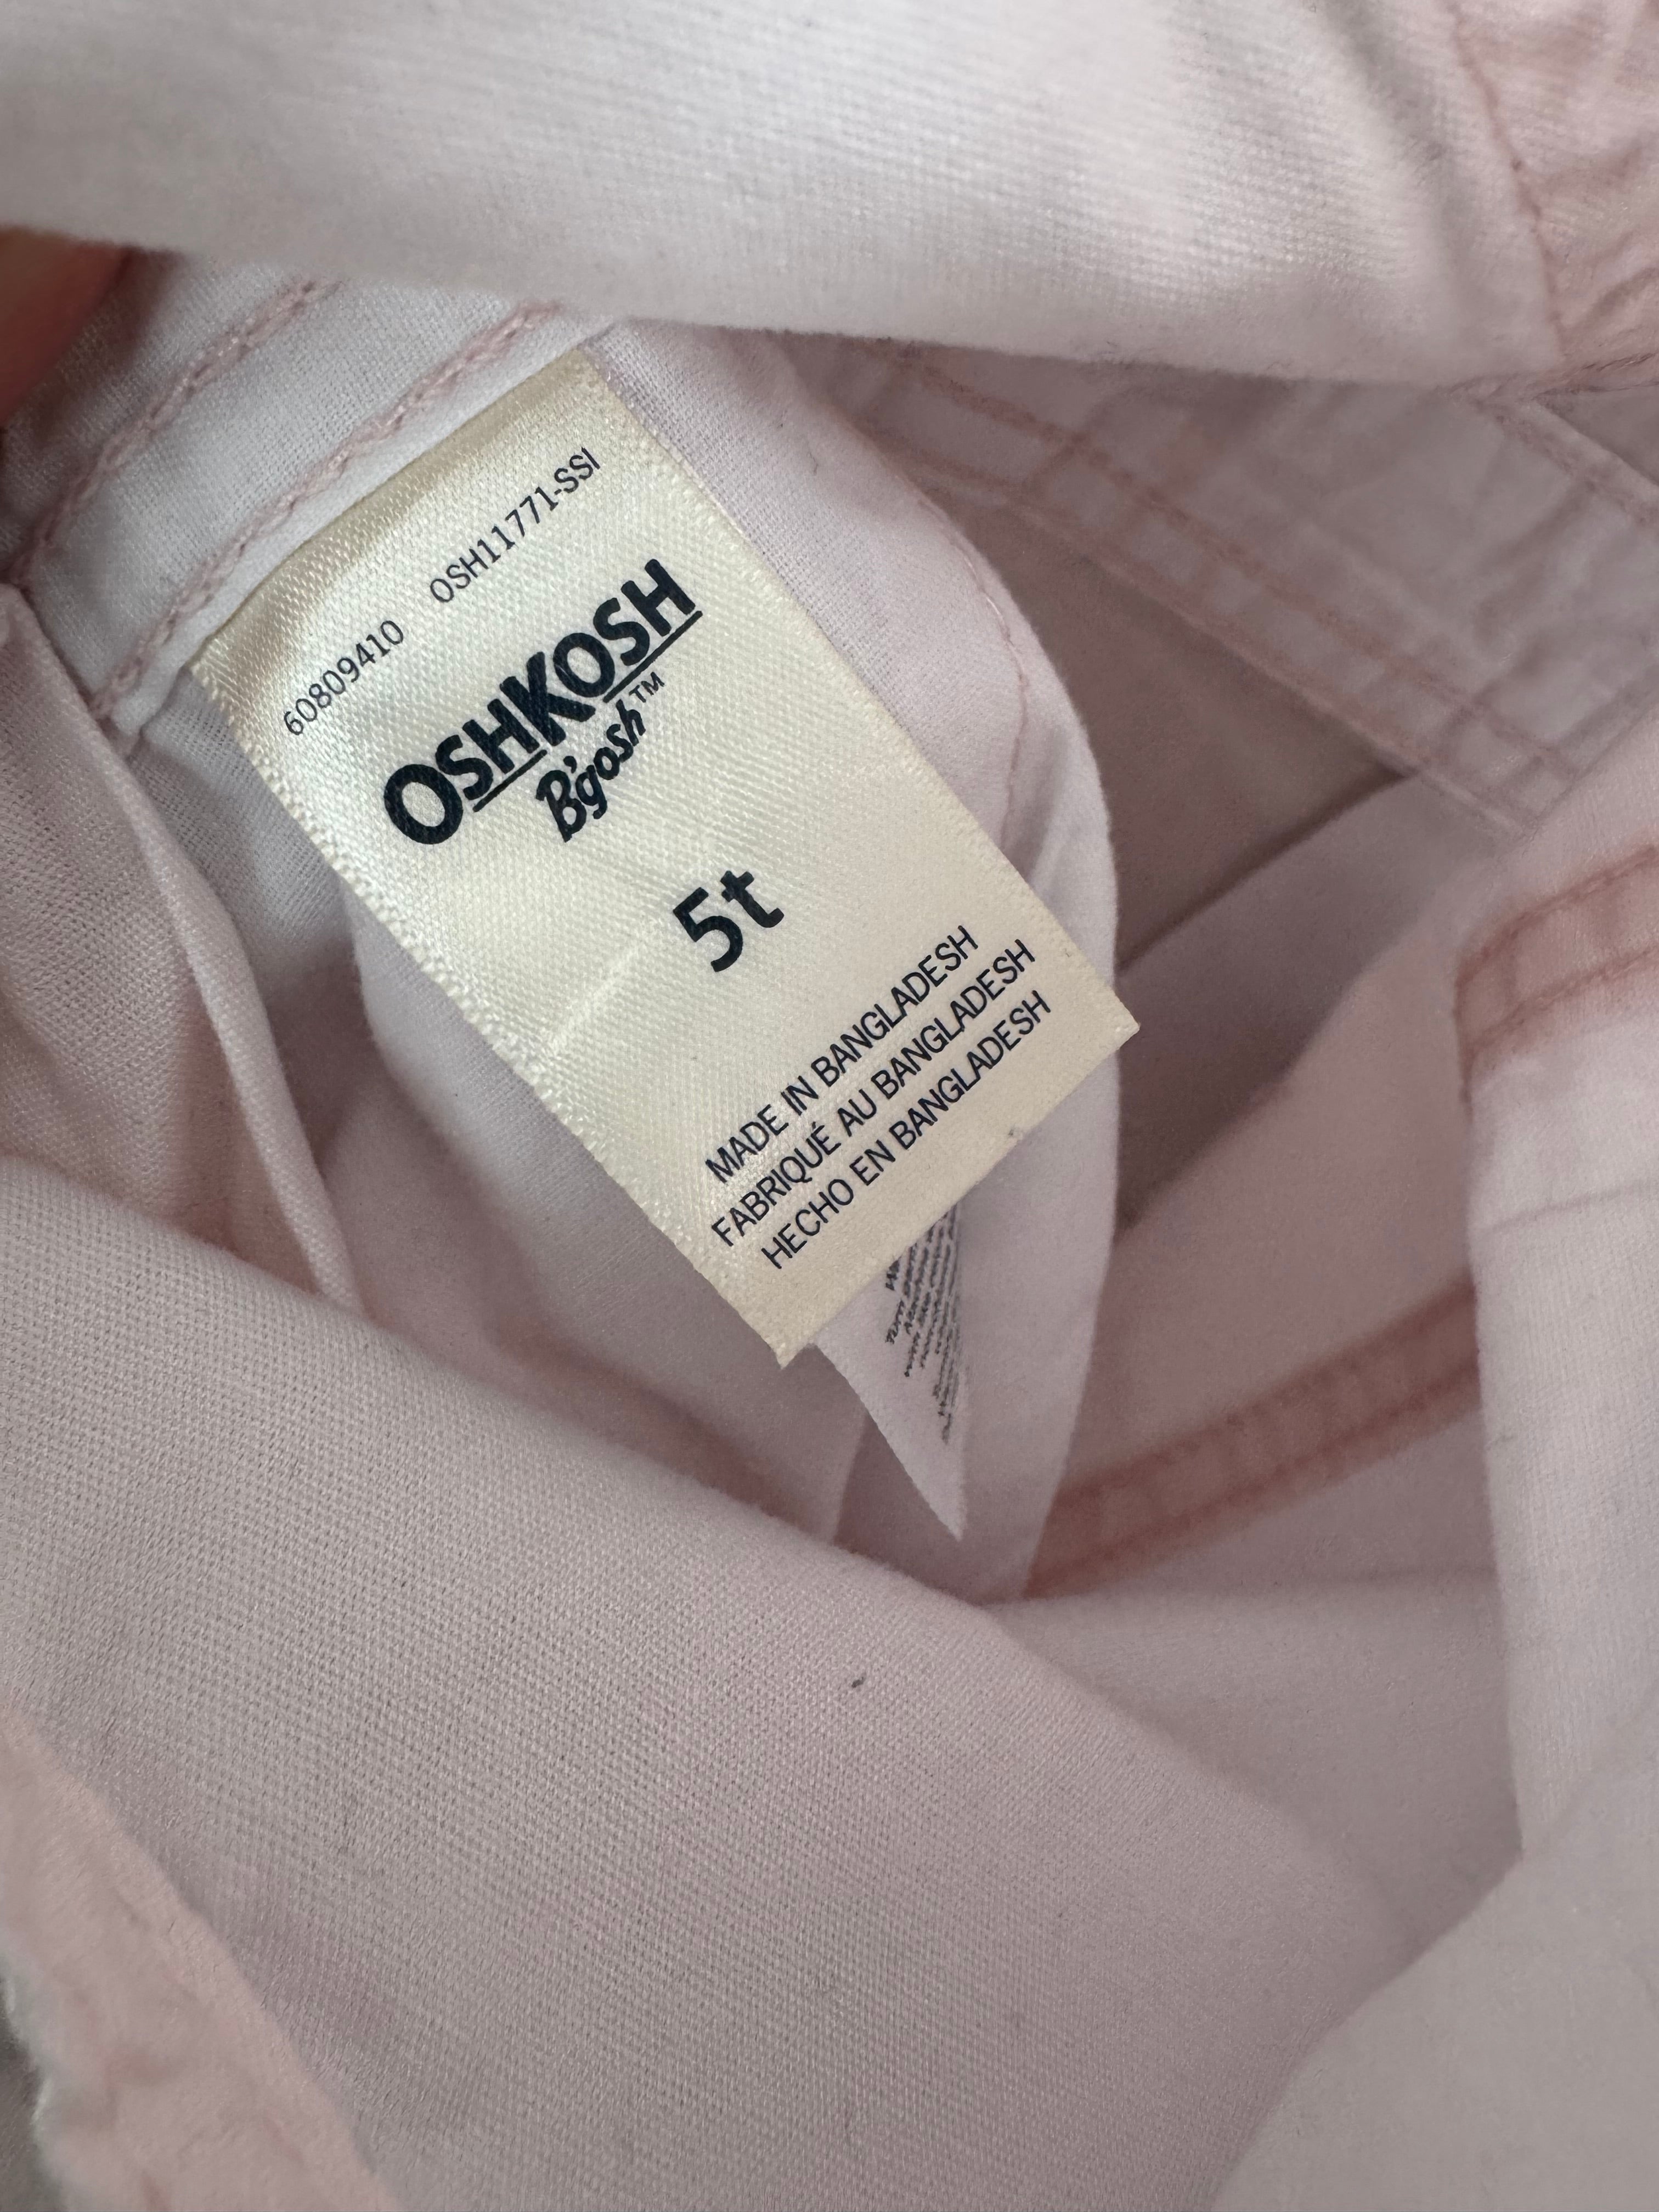 60809410 OSH11771-SSI
OSHKOSH
B'gosh™
5t
MADE IN BANGLADESH
FABRIQUÉ AU BANGLADESH
HECHO EN BANGLADESH